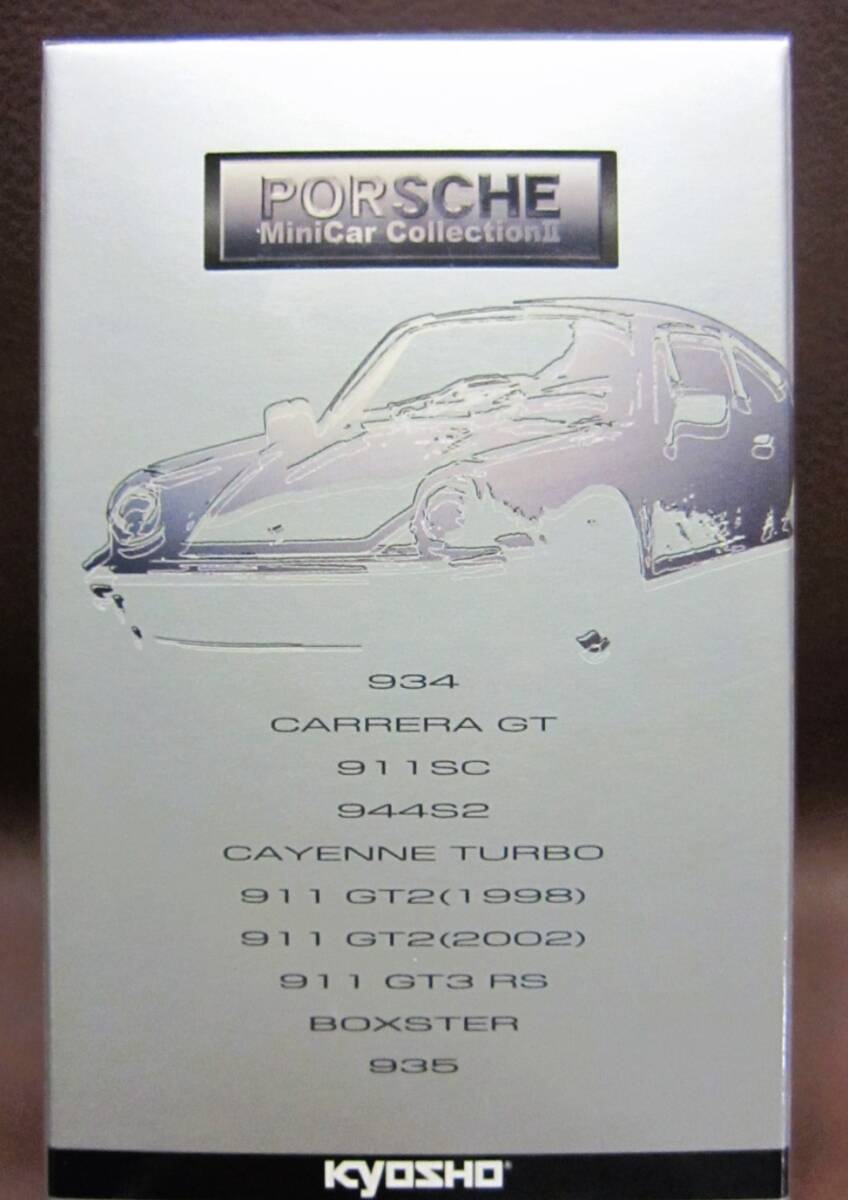 PORSCHE
MiniCar CollectionⅡ
934
CARRERA GT
911SC
944S2
CAYENNE TURBO
911 GT2(1998)
911 GT2(2002)
911 GT3 RS
BOXSTER
935
KYOSHO